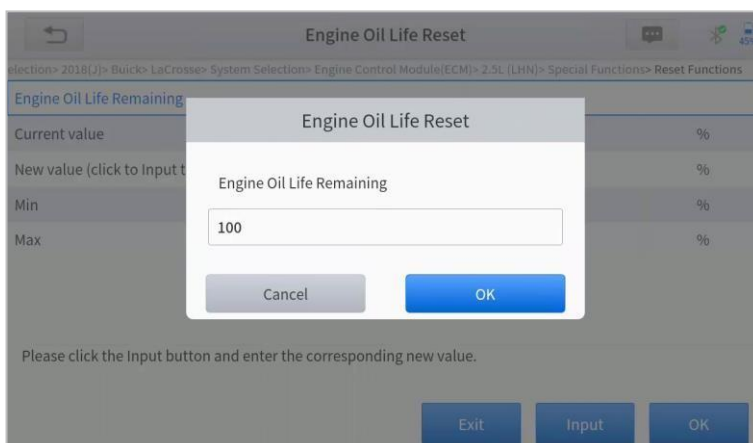 Engine Oil Life Reset
45%
election> 2018(J)> Buick> LaCrosse> System Selection> Engine Control Module(ECM)> 2.5L (LHN)> Special Functions> Reset Functions
Engine Oil Life Remaining
Current value %
New value (click to Input t %
Min %
Max %
Engine Oil Life Reset
Engine Oil Life Remaining
100
Cancel OK
Please click the Input button and enter the corresponding new value.
Exit Input OK